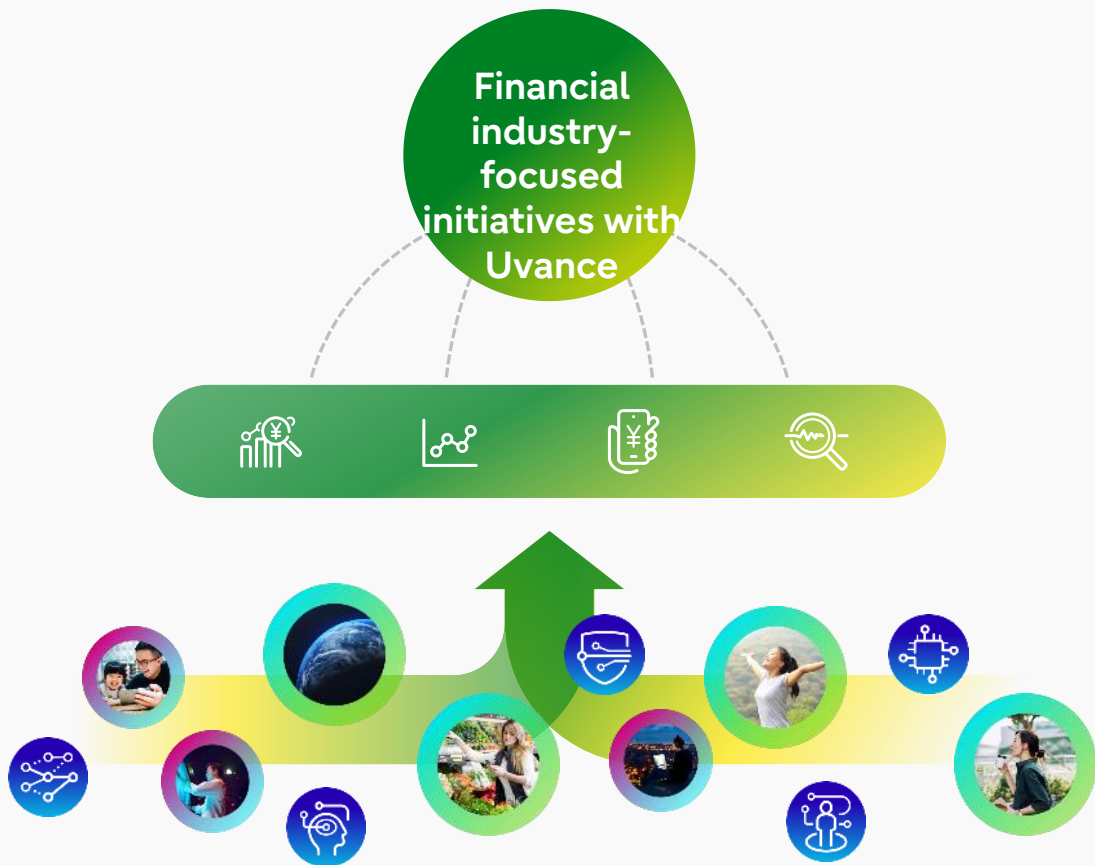 Financial
industry-
focused
initiatives with
Uvance
¥
¥